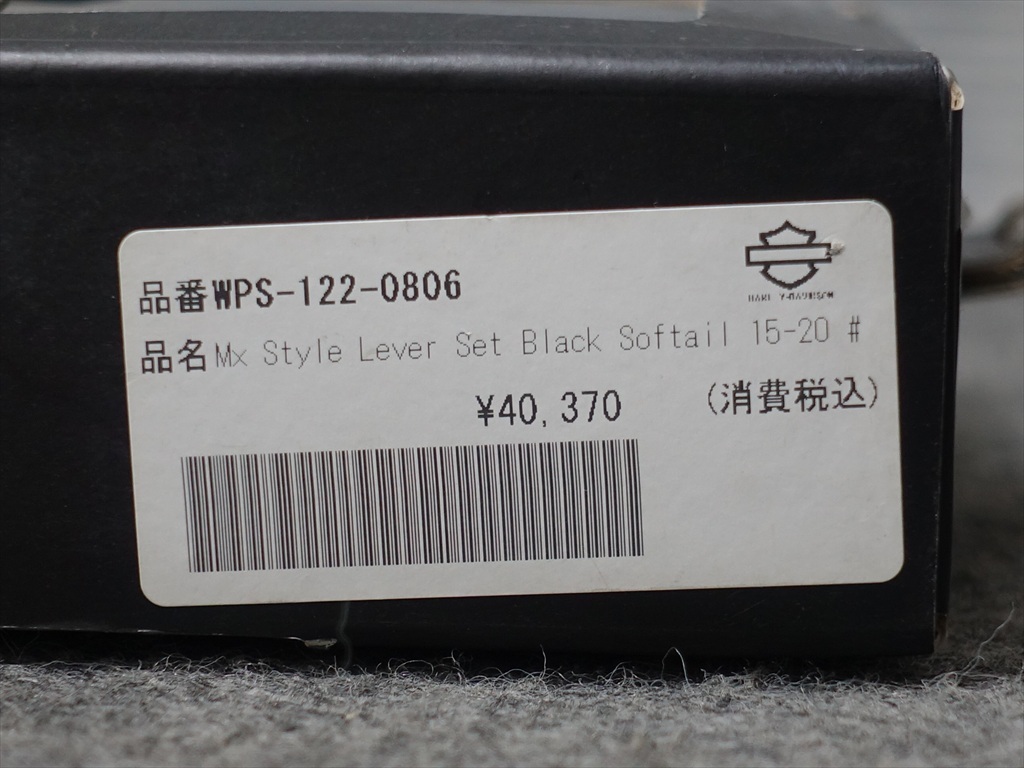 HARLEY-DAVIDSON
品番WPS-122-0806
品名Mx Style Lever Set Black Softail 15-20 #
¥40,370 (消費税込)